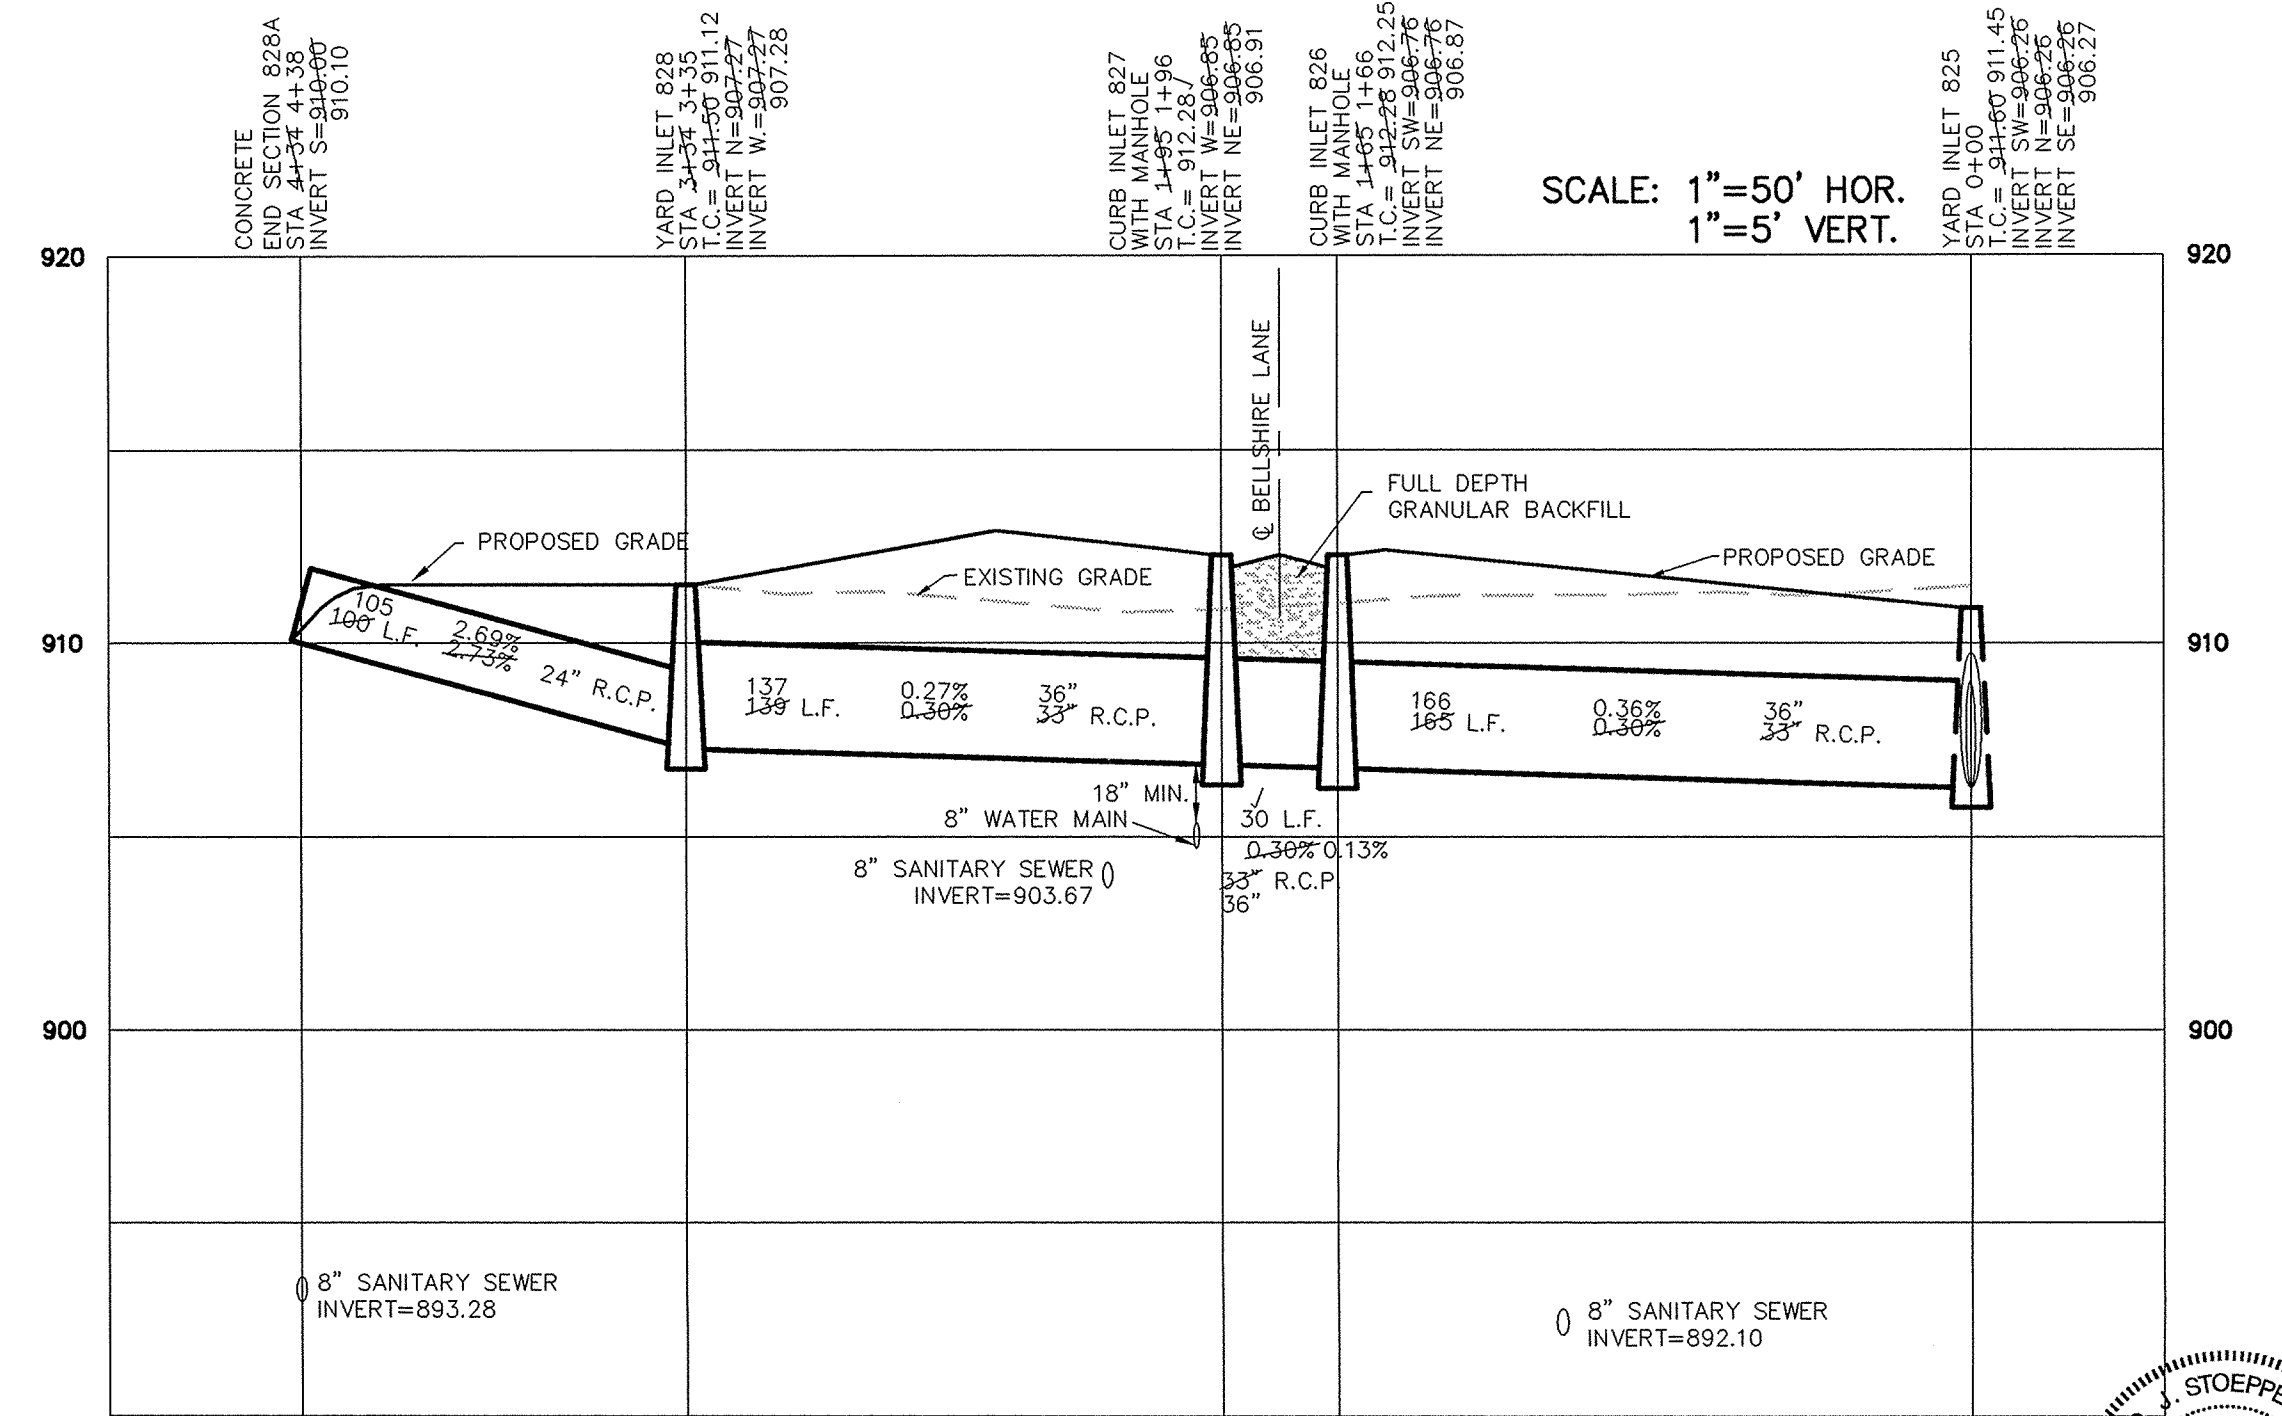 CONCRETE
END SECTION 828A
STA 4+34 4+38
INVERT S=910.00
910.10
YARD INLET 828
STA 3+34 3+35
T.C.= 911.50 911.12
INVERT N=907.27
INVERT W.=907.27
907.28
CURB INLET 827
WITH MANHOLE
STA 1+95 1+96
T.C.= 912.28
INVERT W=906.85
INVERT NE=906.85
906.91
CURB INLET 826
WITH MANHOLE
STA 1+65 1+66
T.C.= 912.28 912.25
INVERT SW=906.76
INVERT NE=906.76
906.87
YARD INLET 825
STA 0+00
T.C.= 911.60 911.45
INVERT SW=906.26
INVERT N=906.26
INVERT SE=906.26
906.27
SCALE: 1"=50' HOR.
1"=5' VERT.
920
920
℄ BELLSHIRE LANE
FULL DEPTH
GRANULAR BACKFILL
PROPOSED GRADE
EXISTING GRADE
PROPOSED GRADE
910
910
105
100 L.F.
2.69%
2.73%
24" R.C.P.
137
139 L.F.
0.27%
0.30%
36"
33" R.C.P.
166
165 L.F.
0.36%
0.30%
36"
33" R.C.P.
18" MIN.
8" WATER MAIN
30 L.F.
0.30% 0.13%
33" R.C.P.
36"
8" SANITARY SEWER
INVERT=903.67
900
900
8" SANITARY SEWER
INVERT=893.28
8" SANITARY SEWER
INVERT=892.10
J. STOEPPE